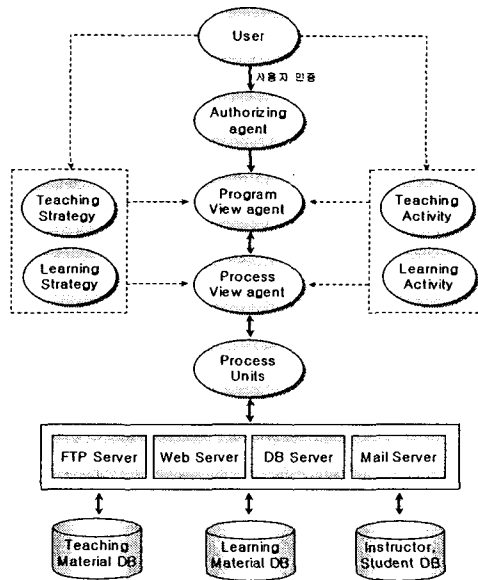 User
사용자 인증
Authorizing
agent
Teaching
Strategy
Program
View agent
Teaching
Activity
Learning
Strategy
Process
View agent
Learning
Activity
Process
Units
FTP Server
Web Server
DB Server
Mail Server
Teaching
Material DB
Learning
Material DB
Instructor,
Student DB